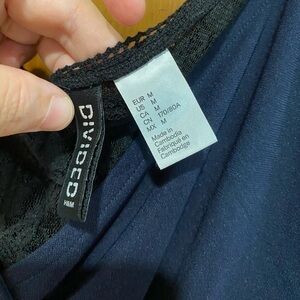 DIVIDED
H&M
EUR M
US M
CA M
CN 170/80A
MX M
Made in
Cambodia
Fabriqué en
Cambodge